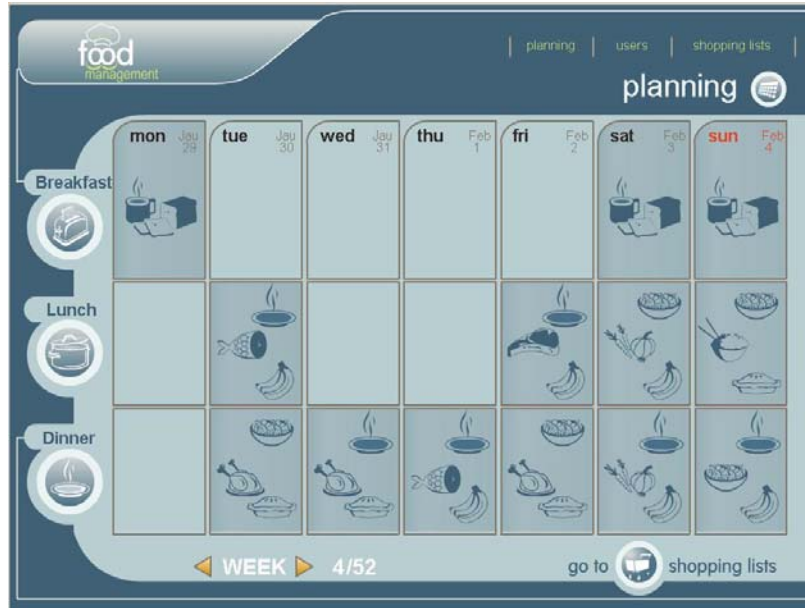 food
management
planning
users
shopping lists
planning
mon Jau 29
tue Jau 30
wed Jau 31
thu Feb 1
fri Feb 2
sat Feb 3
sun Feb 4
Breakfast
Lunch
Dinner
WEEK 4/52
go to shopping lists